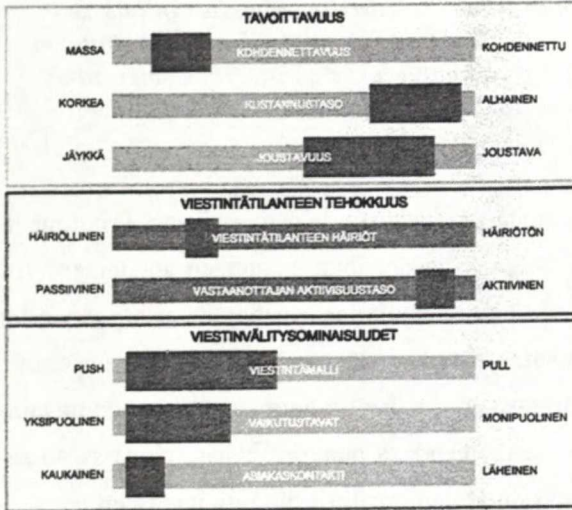 TAVOITTAVUUS
MASSA KOHDENNETTAVUUS KOHDENNETTU
KORKEA KUSTANNUSTASO ALHAINEN
JÄYKKÄ JOUSTAVUUS JOUSTAVA
VIESTINTÄTILANTEEN TEHOKKUUS
HÄIRIÖLLINEN VIESTINTÄTILANTEEN HÄIRIÖT HÄIRIÖTÖN
PASSIIVINEN VASTAANOTTAJAN AKTIIVISUUSTASO AKTIIVINEN
VIESTINVÄLITYSOMINAISUUDET
PUSH VIESTINTÄMALLI PULL
YKSIPUOLINEN VAIKUTUSTAVAT MONIPUOLINEN
KAUKAINEN ASIAKASKONTAKTI LÄHEINEN